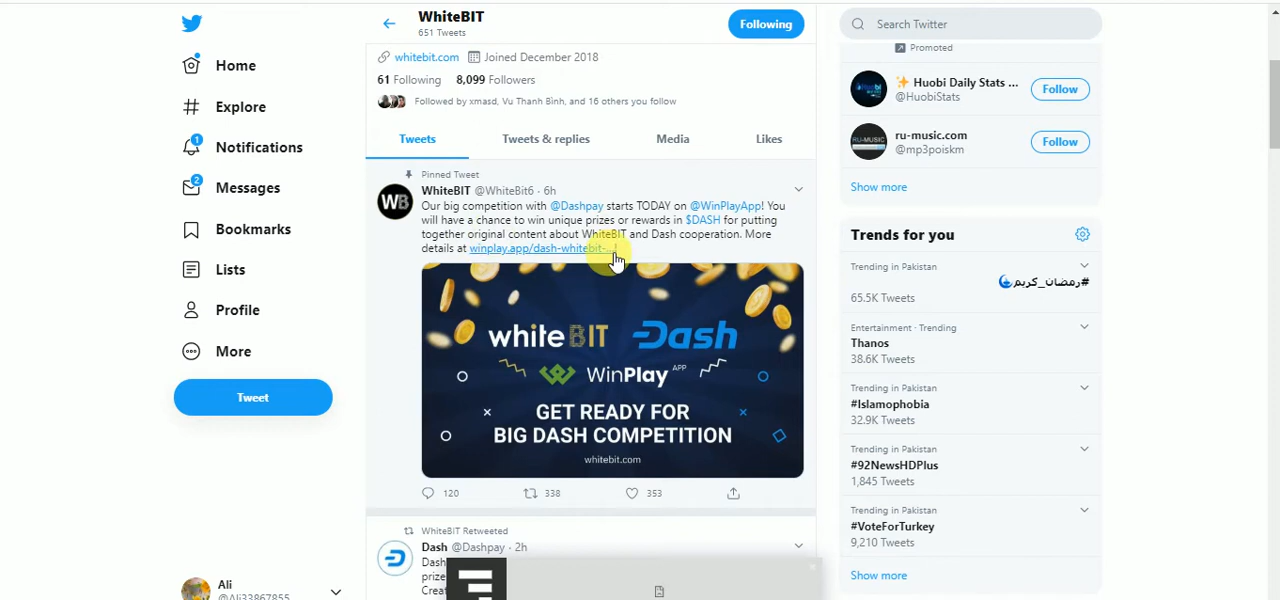 Home
Explore
1
Notifications
2
Messages
Bookmarks
Lists
Profile
More
Tweet
Ali
@Ali33867855
WhiteBIT
651 Tweets
Following
whitebit.com Joined December 2018
61 Following 8,099 Followers
Followed by xmasd, Vu Thanh Bình, and 16 others you follow
Tweets Tweets & replies Media Likes
Pinned Tweet
WB
WhiteBIT @WhiteBit6 · 6h
Our big competition with @Dashpay starts TODAY on @WinPlayApp! You
will have a chance to win unique prizes or rewards in $DASH for putting
together original content about WhiteBIT and Dash cooperation. More
details at winplay.app/dash-whitebit-...
whiteBIT Dash
WinPlay APP
GET READY FOR
BIG DASH COMPETITION
whitebit.com
120 338 353
WhiteBIT Retweeted
Dash @Dashpay · 2h
Search Twitter
Promoted
✨ Huobi Daily Stats ...
@HuobiStats
Follow
RU-MUSIC
ru-music.com
@mp3poiskm
Follow
Show more
Trends for you
Trending in Pakistan
#رمضان_كريم
65.5K Tweets
Entertainment · Trending
Thanos
38.6K Tweets
Trending in Pakistan
#Islamophobia
32.9K Tweets
Trending in Pakistan
#92NewsHDPlus
1,845 Tweets
Trending in Pakistan
#VoteForTurkey
9,210 Tweets
Show more